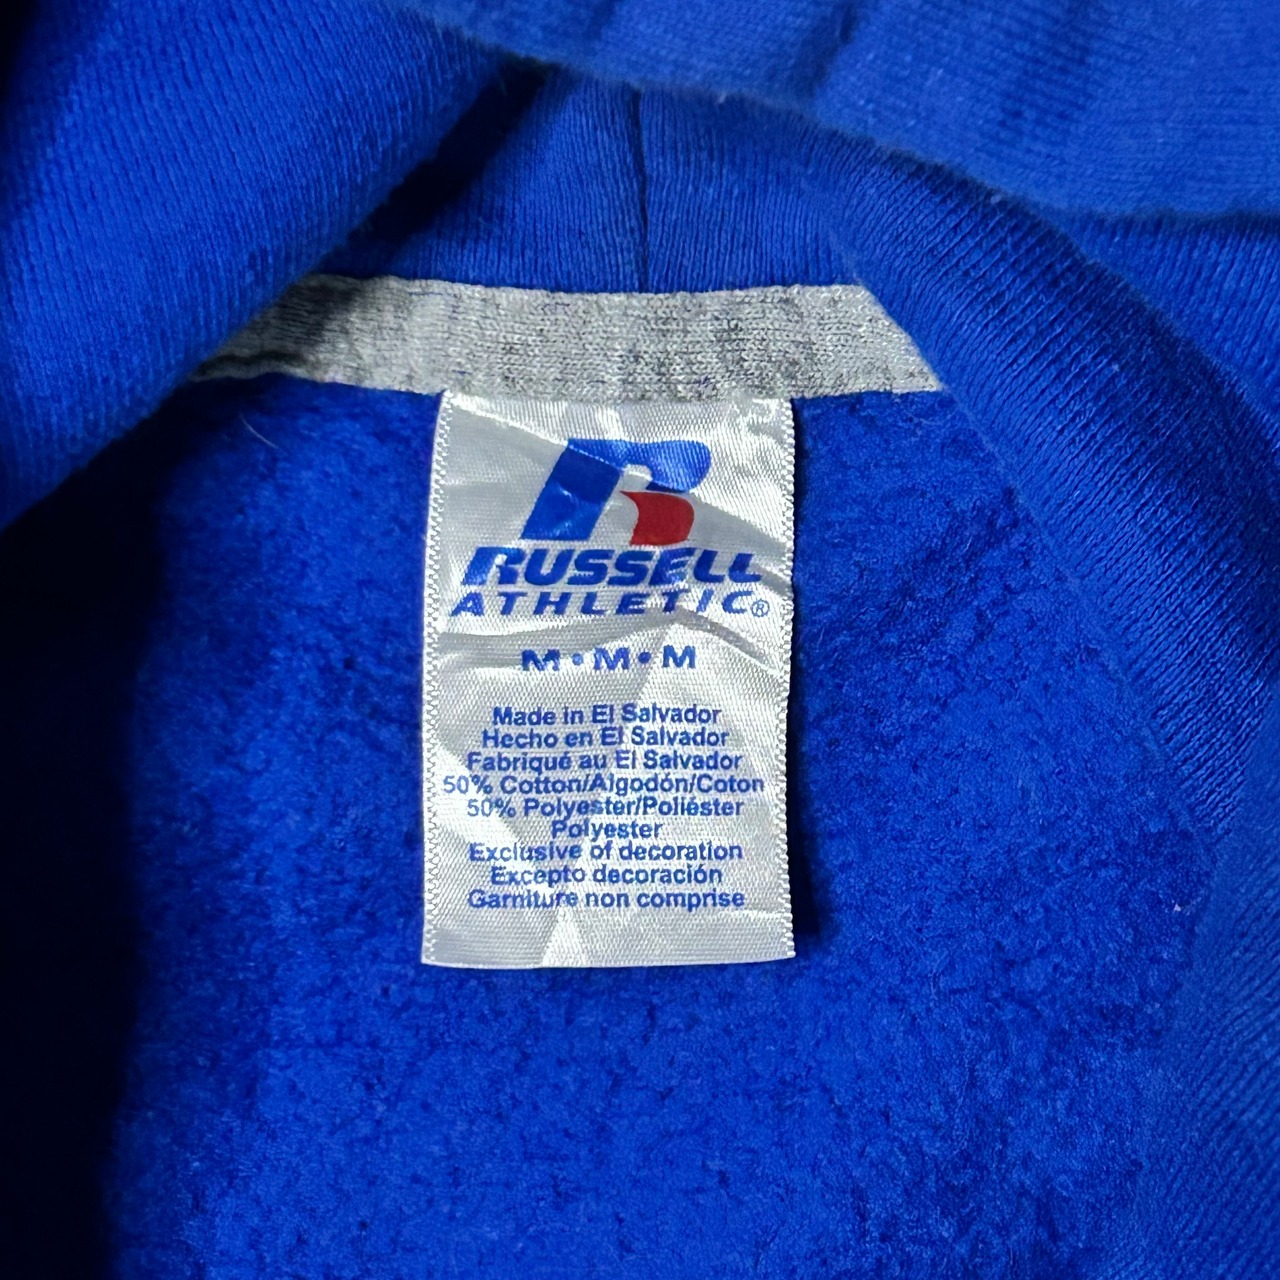 R
RUSSELL
ATHLETIC®
M • M • M
Made in El Salvador
Hecho en El Salvador
Fabriqué au El Salvador
50% Cotton/Algodón/Coton
50% Polyester/Poliéster
Polyester
Exclusive of decoration
Excepto decoración
Garniture non comprise